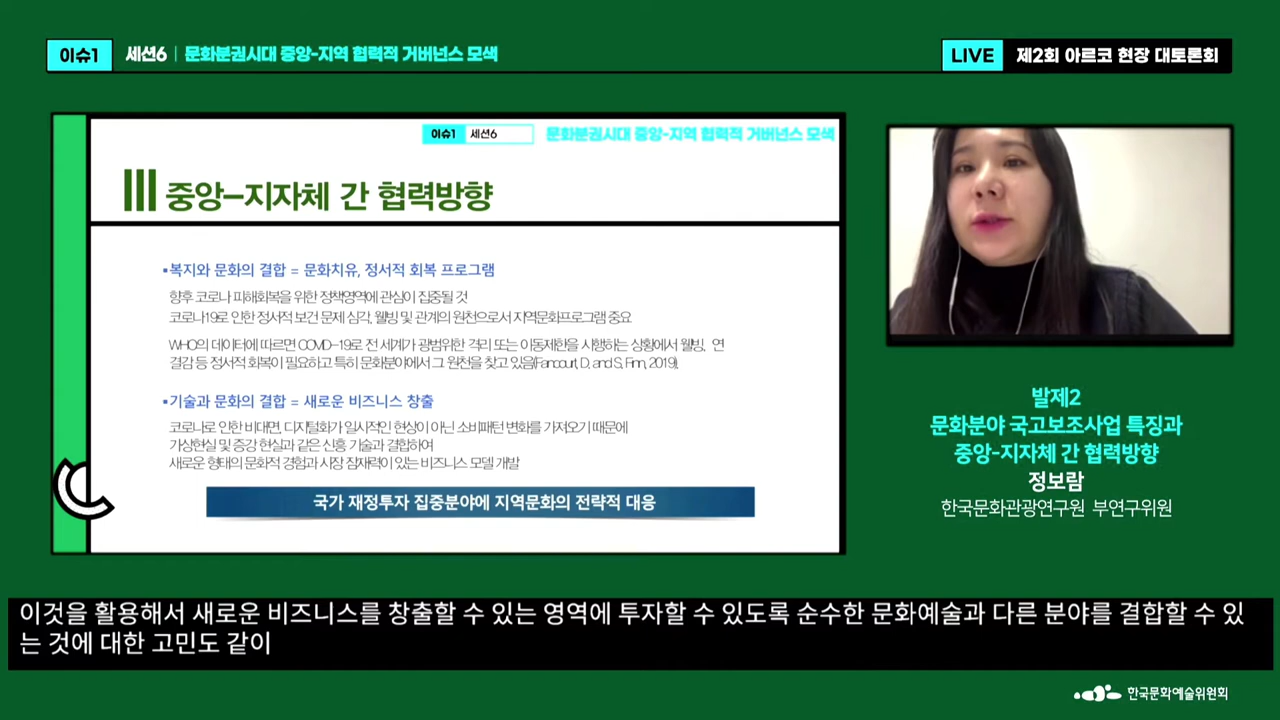 이슈1 세션6 | 문화분권시대 중앙-지역 협력적 거버넌스 모색
LIVE 제2회 아르코 현장 대토론회
이슈1 세션6 문화분권시대 중앙-지역 협력적 거버넌스 모색
III 중앙-지자체 간 협력방향
▪복지와 문화의 결합 = 문화치유, 정서적 회복 프로그램
향후 코로나 피해회복을 위한 정책영역에 관심이 집중될 것
코로나19로 인한 정서적 보건 문제 심각, 웰빙 및 관계의 원천으로서 지역문화프로그램 중요
WHO의 데이터에 따르면 COVID-19로 전 세계가 광범위한 격리 또는 이동제한을 시행하는 상황에서 웰빙, 연
결감 등 정서적 회복이 필요하고 특히 문화분야에서 그 원천을 찾고 있음(Fancourt, D. and S, Finn, 2019).
▪기술과 문화의 결합 = 새로운 비즈니스 창출
코로나로 인한 비대면, 디지털화가 일시적인 현상이 아닌 소비패턴 변화를 가져오기 때문에
가상현실 및 증강 현실과 같은 신흥 기술과 결합하여
새로운 형태의 문화적 경험과 시장 잠재력이 있는 비즈니스 모델 개발
국가 재정투자 집중분야에 지역문화의 전략적 대응
발제2
문화분야 국고보조사업 특징과
중앙-지자체 간 협력방향
정보람
한국문화관광연구원 부연구위원
이것을 활용해서 새로운 비즈니스를 창출할 수 있는 영역에 투자할 수 있도록 순수한 문화예술과 다른 분야를 결합할 수 있
는 것에 대한 고민도 같이
한국문화예술위원회